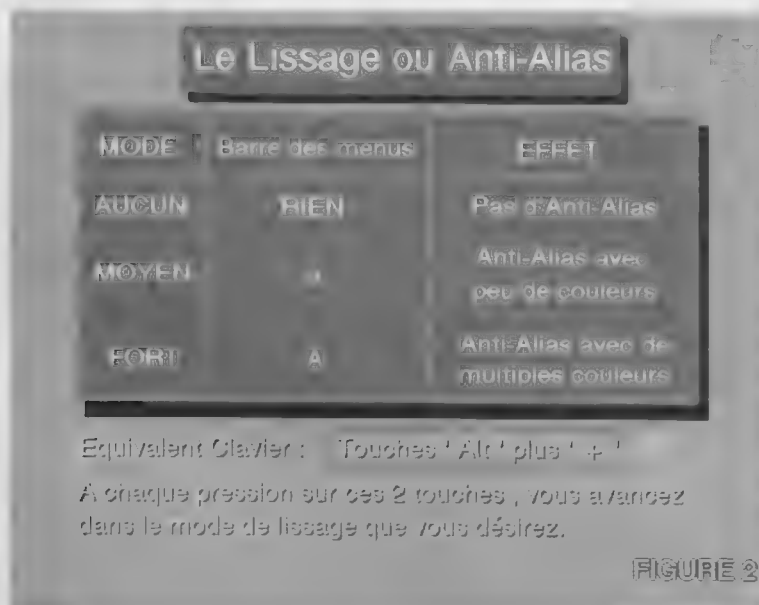 Le Lissage ou Anti-Alias
MODE Barre des menus EFFET
AUCUN RIEN Pas d'Anti-Alias
MOYEN a Anti-Alias avec
peu de couleurs
FORT A Anti-Alias avec de
multiples couleurs
Equivalent Clavier : Touches ' Alt ' plus ' + '
A chaque pression sur ces 2 touches , vous avancez
dans le mode de lissage que vous désirez.
FIGURE 2